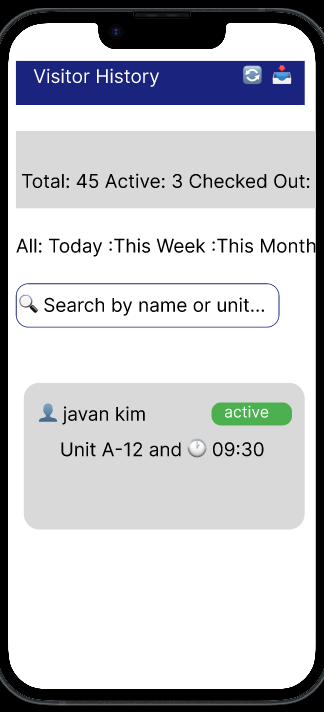 Visitor History
Total: 45 Active: 3 Checked Out:
All: Today :This Week :This Month
Search by name or unit...
javan kim active
Unit A-12 and 09:30